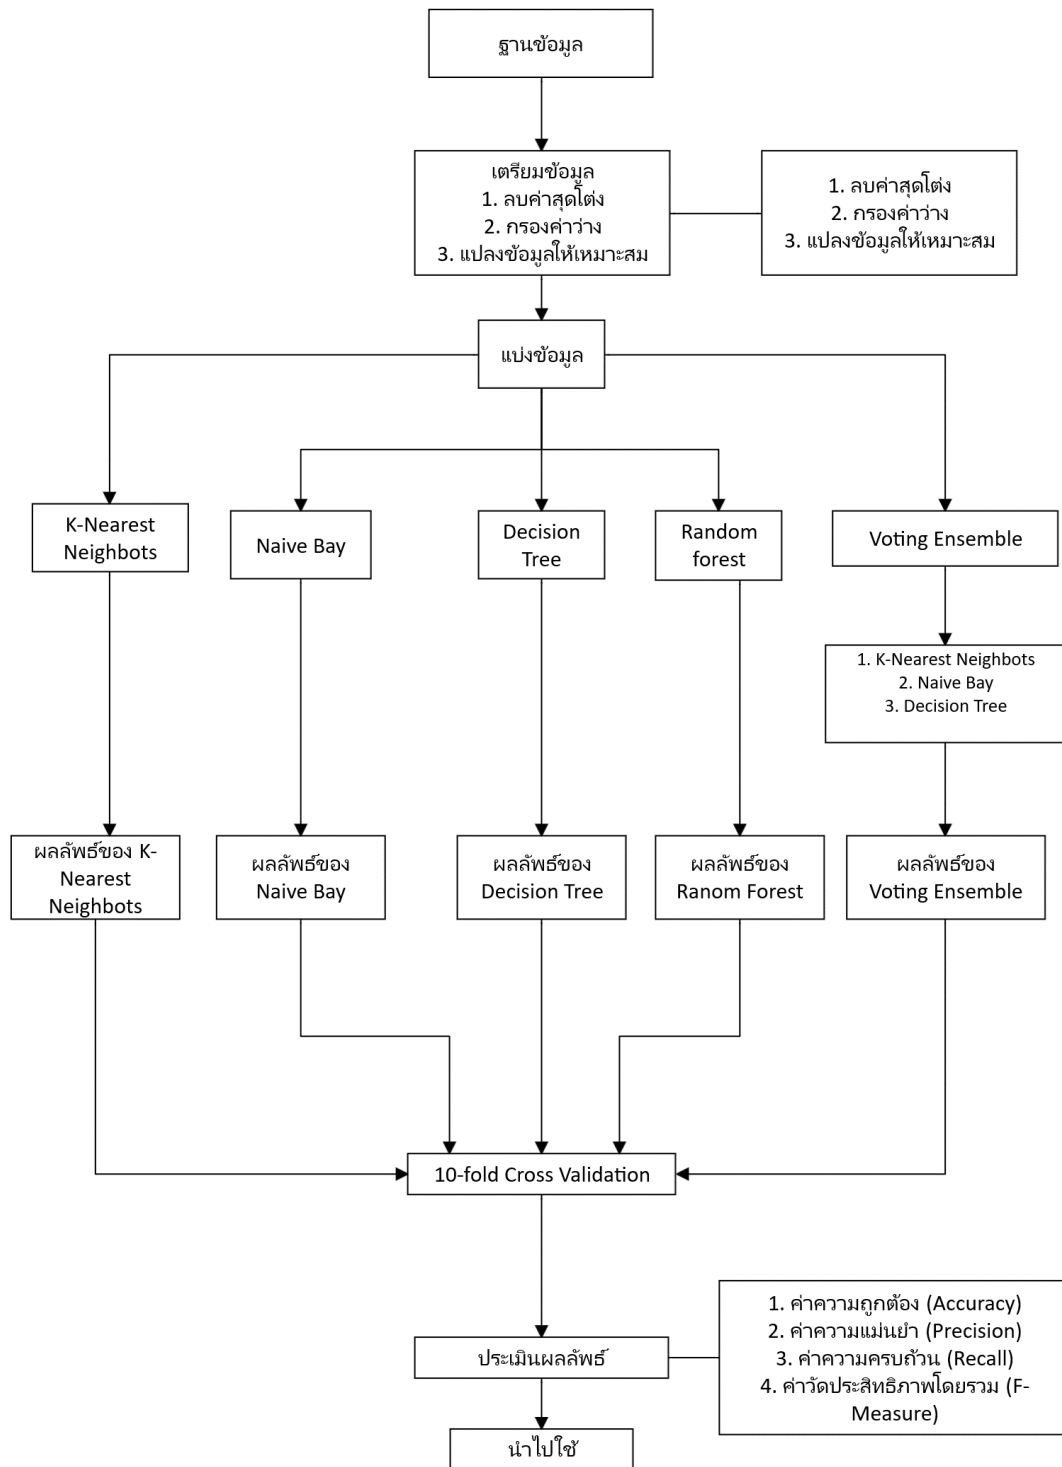 ฐานข้อมูล
เตรียมข้อมูล
1. ลบค่าสุดโต่ง
2. กรองค่าว่าง
3. แปลงข้อมูลให้เหมาะสม
1. ลบค่าสุดโต่ง
2. กรองค่าว่าง
3. แปลงข้อมูลให้เหมาะสม
แบ่งข้อมูล
K-Nearest
Neighbots
Naive Bay
Decision
Tree
Random
forest
Voting Ensemble
1. K-Nearest Neighbots
2. Naive Bay
3. Decision Tree
ผลลัพธ์ของ K-
Nearest
Neighbots
ผลลัพธ์ของ
Naive Bay
ผลลัพธ์ของ
Decision Tree
ผลลัพธ์ของ
Ranom Forest
ผลลัพธ์ของ
Voting Ensemble
10-fold Cross Validation
ประเมินผลลัพธ์
1. ค่าความถูกต้อง (Accuracy)
2. ค่าความแม่นยำ (Precision)
3. ค่าความครบถ้วน (Recall)
4. ค่าวัดประสิทธิภาพโดยรวม (F-
Measure)
นำไปใช้